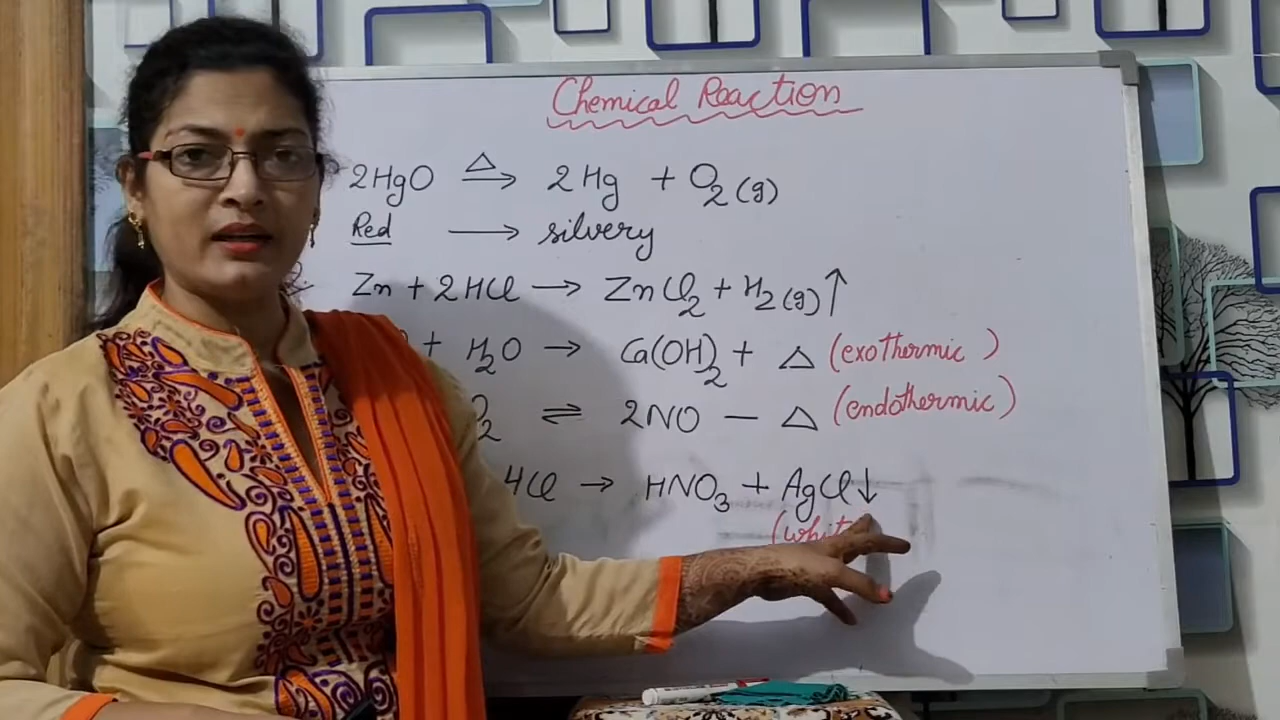 Chemical Reaction
2HgO △→ 2Hg + O₂(g)
Red → silvery
Zn + 2HCl → ZnCl₂ + H₂(g)↑
+ H₂O → Ca(OH)₂ + △ (exothermic)
⇌ 2NO − △ (endothermic)
HCl → HNO₃ + AgCl↓